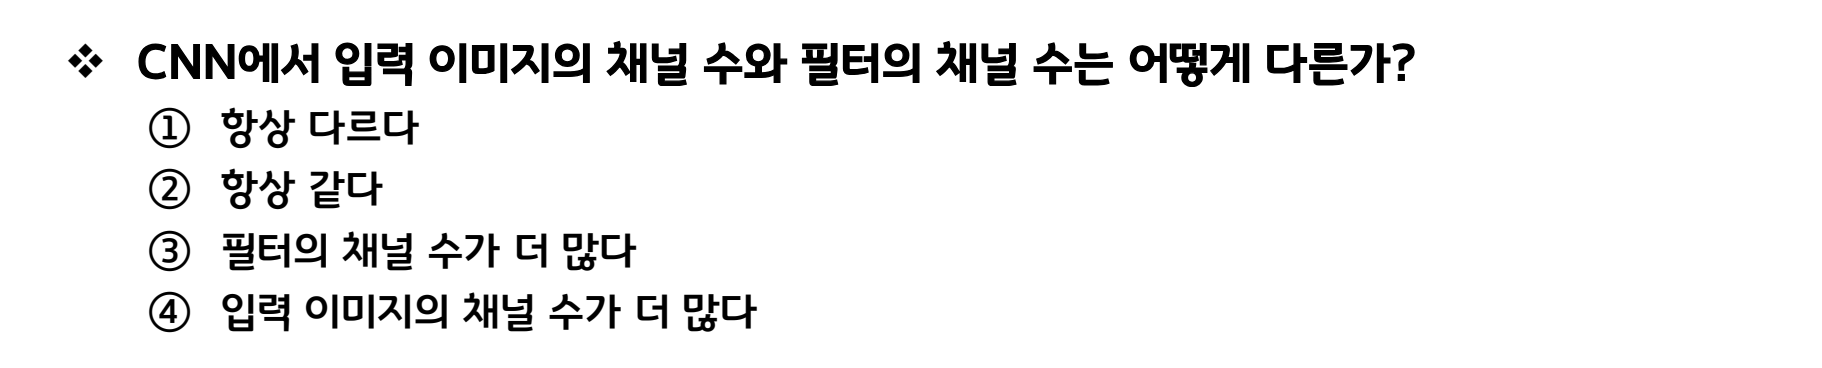 ❖ CNN에서 입력 이미지의 채널 수와 필터의 채널 수는 어떻게 다른가?
① 항상 다르다
② 항상 같다
③ 필터의 채널 수가 더 많다
④ 입력 이미지의 채널 수가 더 많다